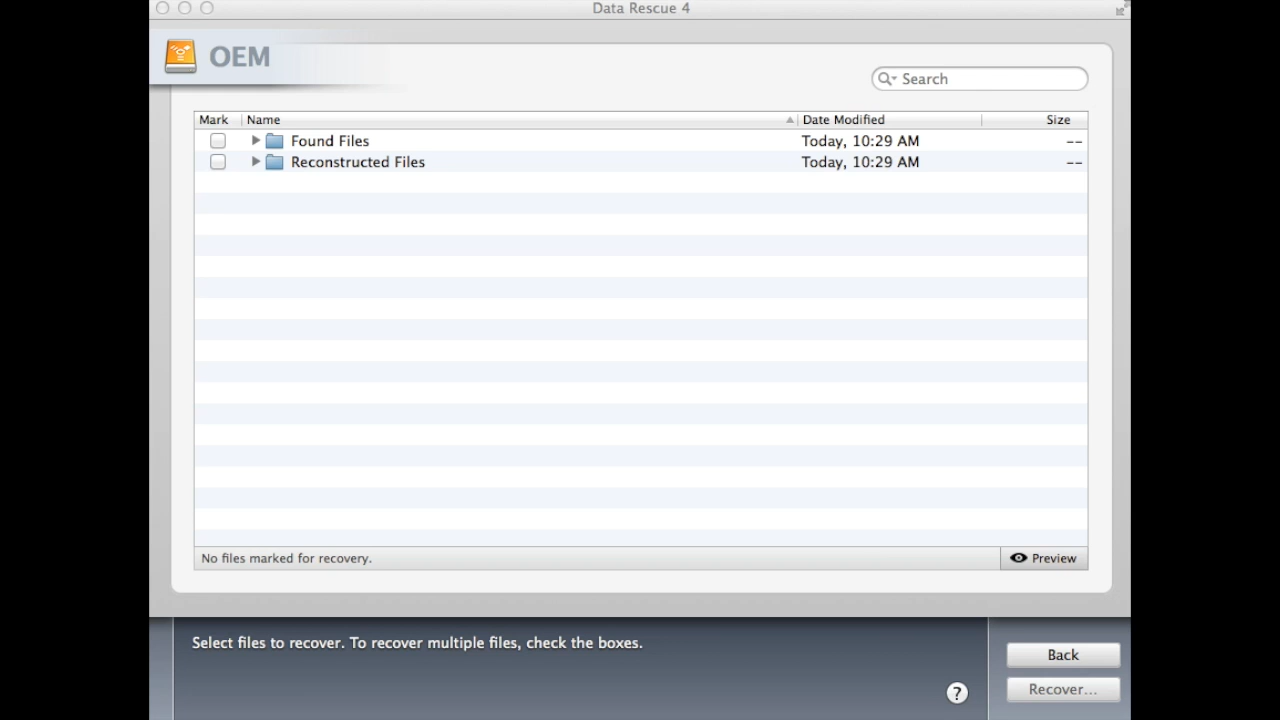 Data Rescue 4
OEM
Search
Mark Name Date Modified Size
Found Files Today, 10:29 AM --
Reconstructed Files Today, 10:29 AM --
No files marked for recovery. Preview
Select files to recover. To recover multiple files, check the boxes.
Back
? Recover...